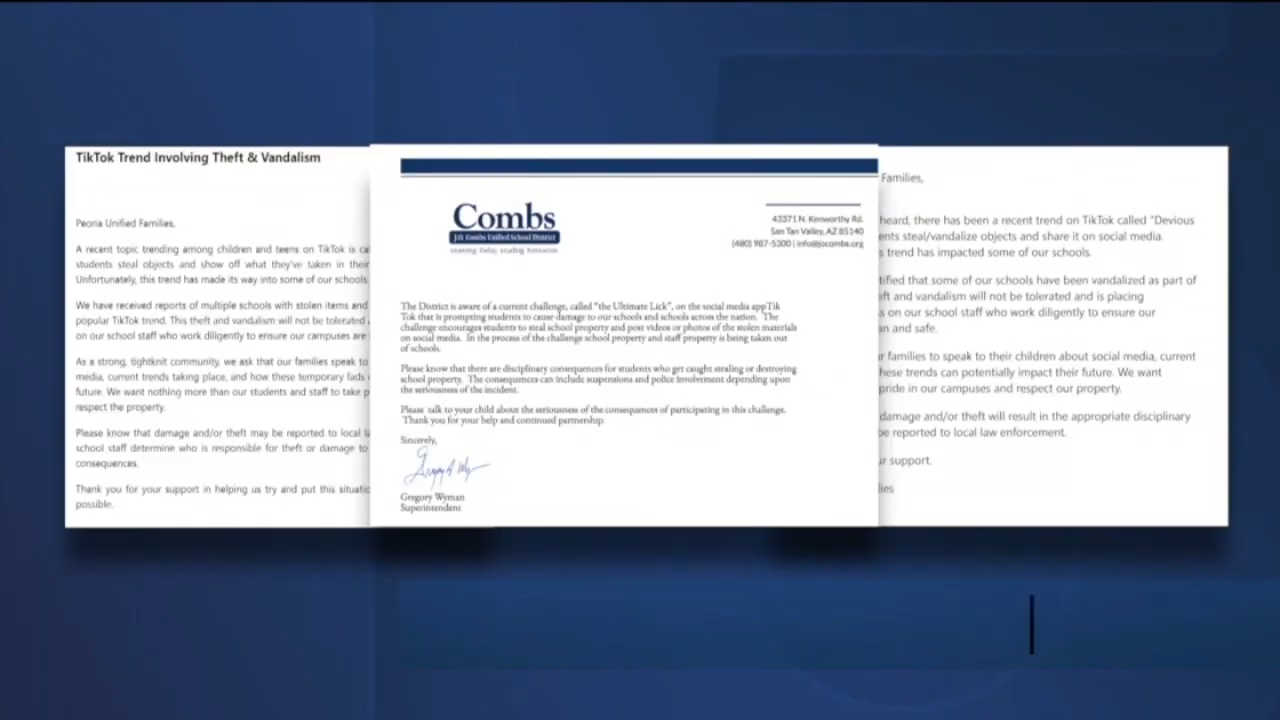 TikTok Trend Involving Theft & Vandalism
Peoria Unified Families,
A recent topic trending among children and teens on TikTok is ca
students steal objects and show off what they've taken in their
Unfortunately, this trend has made its way into some of our schools.
We have received reports of multiple schools with stolen items and
popular TikTok trend. This theft and vandalism will not be tolerated
on our school staff who work diligently to ensure our campuses are
As a strong, tightknit community, we ask that our families speak to
media, current trends taking place, and how these temporary fads
future. We want nothing more than our students and staff to take p
respect the property.
Please know that damage and/or theft may be reported to local la
school staff determine who is responsible for theft or damage to
consequences.
Thank you for your support in helping us try and put this situatio
possible.
Combs
J.O. Combs Unified School District
Leading Today, Leading Tomorrow
43371 N. Kenworthy Rd.
San Tan Valley, AZ 85140
(480) 987-5300 | info@jocombs.org
The District is aware of a current challenge, called "the Ultimate Lick", on the social media appTik
Tok that is prompting students to cause damage to our schools and schools across the nation. The
challenge encourages students to steal school property and post videos or photos of the stolen materials
on social media. In the process of the challenge school property and staff property is being taken out
of schools.
Please know that there are disciplinary consequences for students who get caught stealing or destroying
school property. The consequences can include suspensions and police involvement depending upon
the seriousness of the incident.
Please talk to your child about the seriousness of the consequences of participating in this challenge.
Thank you for your help and continued partnership.
Sincerely,
Gregory Wyman
Superintendent
Families,
heard, there has been a recent trend on TikTok called "Devious
ents steal/vandalize objects and share it on social media.
s trend has impacted some of our schools.
tified that some of our schools have been vandalized as part of
eft and vandalism will not be tolerated and is placing
s on our school staff who work diligently to ensure our
an and safe.
r families to speak to their children about social media, current
hese trends can potentially impact their future. We want
pride in our campuses and respect our property.
damage and/or theft will result in the appropriate disciplinary
be reported to local law enforcement.
ur support.
lies